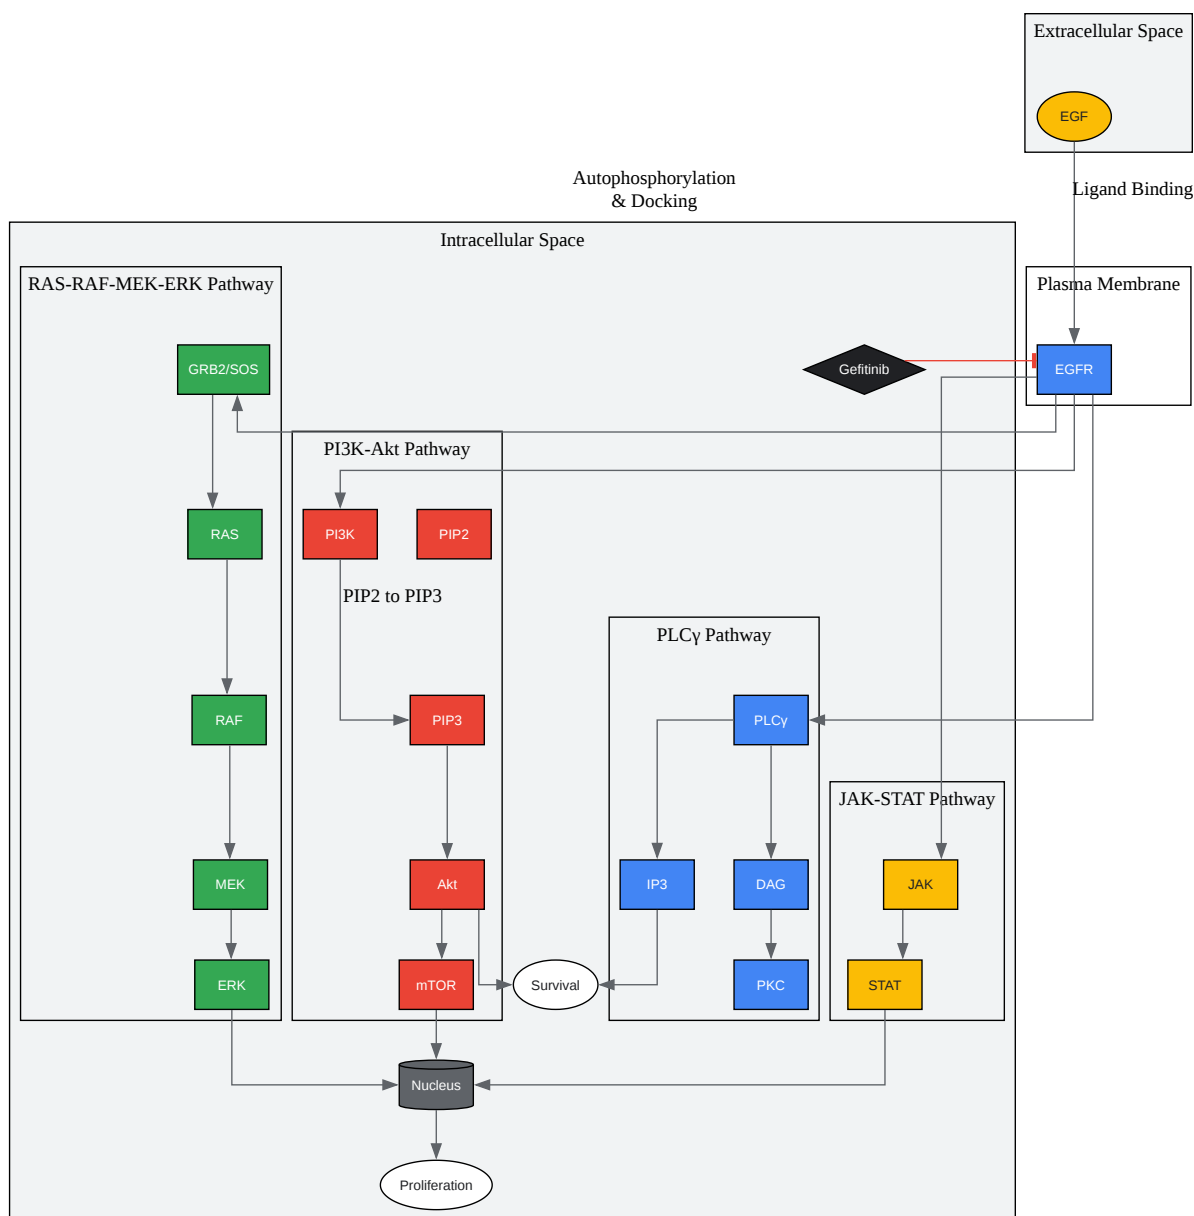 Extracellular Space
EGF
Ligand Binding
Autophosphorylation
& Docking
Intracellular Space
RAS-RAF-MEK-ERK Pathway
Plasma Membrane
GRB2/SOS
Gefitinib
EGFR
PI3K-Akt Pathway
RAS
PI3K
PIP2
PIP2 to PIP3
PLCγ Pathway
RAF
PIP3
PLCγ
JAK-STAT Pathway
MEK
Akt
IP3
DAG
JAK
ERK
mTOR
Survival
PKC
STAT
Nucleus
Proliferation